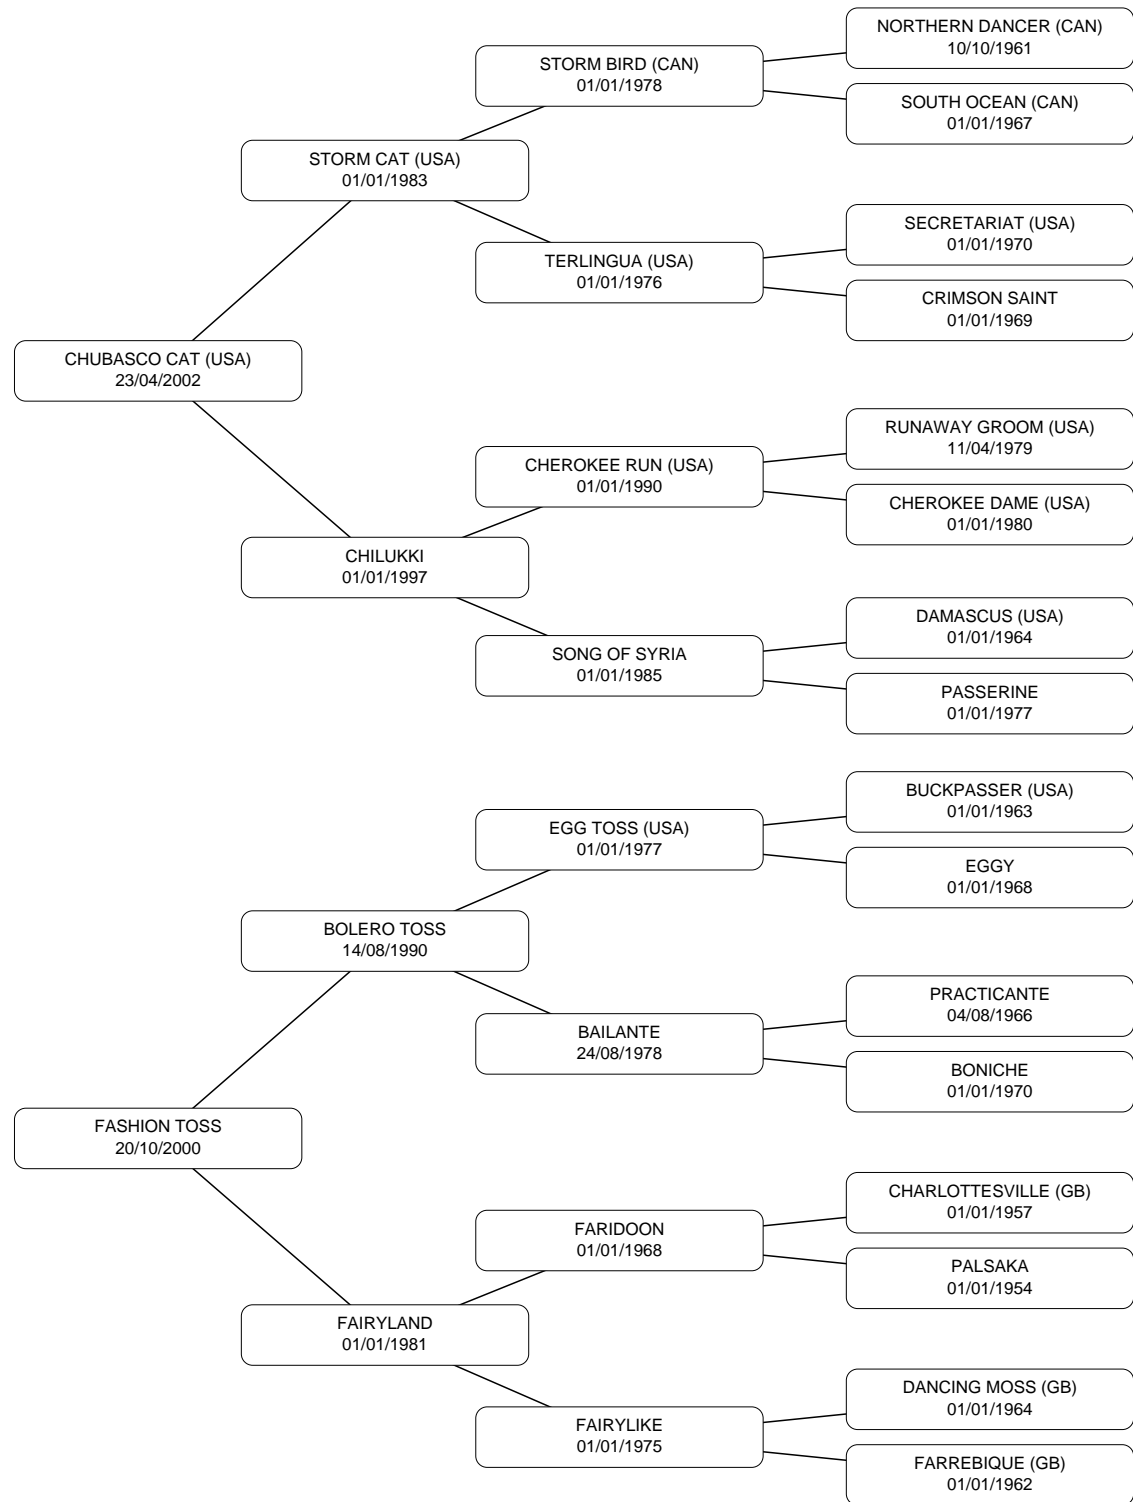 NORTHERN DANCER (CAN)
10/10/1961
STORM BIRD (CAN)
01/01/1978
SOUTH OCEAN (CAN)
01/01/1967
STORM CAT (USA)
01/01/1983
SECRETARIAT (USA)
01/01/1970
TERLINGUA (USA)
01/01/1976
CRIMSON SAINT
01/01/1969
CHUBASCO CAT (USA)
23/04/2002
RUNAWAY GROOM (USA)
11/04/1979
CHEROKEE RUN (USA)
01/01/1990
CHEROKEE DAME (USA)
01/01/1980
CHILUKKI
01/01/1997
DAMASCUS (USA)
01/01/1964
SONG OF SYRIA
01/01/1985
PASSERINE
01/01/1977
BUCKPASSER (USA)
01/01/1963
EGG TOSS (USA)
01/01/1977
EGGY
01/01/1968
BOLERO TOSS
14/08/1990
PRACTICANTE
04/08/1966
BAILANTE
24/08/1978
BONICHE
01/01/1970
FASHION TOSS
20/10/2000
CHARLOTTESVILLE (GB)
01/01/1957
FARIDOON
01/01/1968
PALSAKA
01/01/1954
FAIRYLAND
01/01/1981
DANCING MOSS (GB)
01/01/1964
FAIRYLIKE
01/01/1975
FARREBIQUE (GB)
01/01/1962